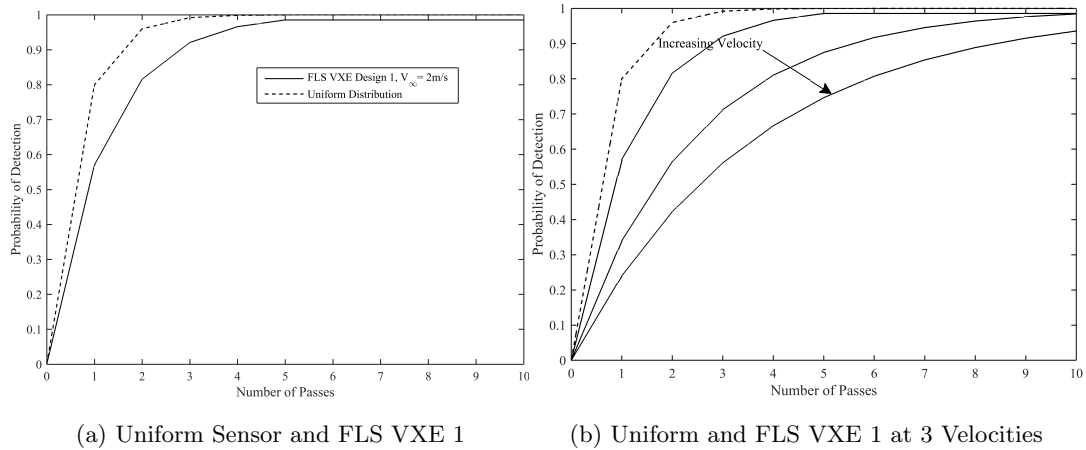 1
0.9
0.8
0.7
0.6
0.5
0.4
0.3
0.2
0.1
0
Probability of Detection
FLS VXE Design 1, V∞= 2m/s
Uniform Distribution
0 1 2 3 4 5 6 7 8 9 10
Number of Passes
(a) Uniform Sensor and FLS VXE 1
1
0.9
0.8
0.7
0.6
0.5
0.4
0.3
0.2
0.1
0
Probability of Detection
Increasing Velocity
0 1 2 3 4 5 6 7 8 9 10
Number of Passes
(b) Uniform and FLS VXE 1 at 3 Velocities